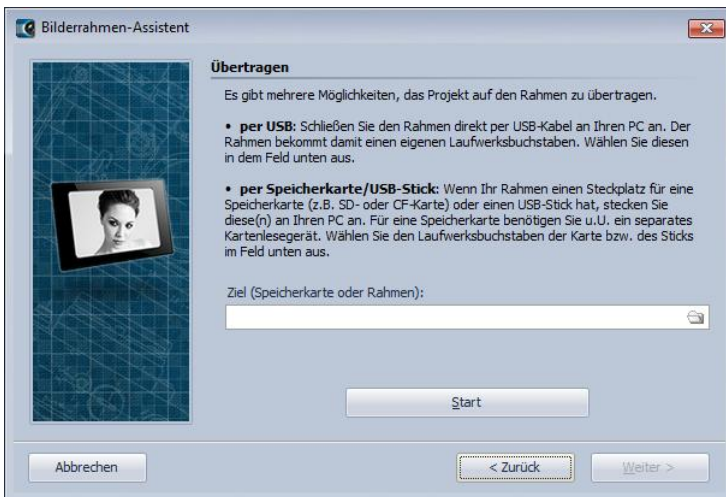 Bilderrahmen-Assistent
Übertragen
Es gibt mehrere Möglichkeiten, das Projekt auf den Rahmen zu übertragen.
• per USB: Schließen Sie den Rahmen direkt per USB-Kabel an Ihren PC an. Der
Rahmen bekommt damit einen eigenen Laufwerksbuchstaben. Wählen Sie diesen
in dem Feld unten aus.
• per Speicherkarte/USB-Stick: Wenn Ihr Rahmen einen Steckplatz für eine
Speicherkarte (z.B. SD- oder CF-Karte) oder einen USB-Stick hat, stecken Sie
diese(n) an Ihren PC an. Für eine Speicherkarte benötigen Sie u.U. ein separates
Kartenlesegerät. Wählen Sie den Laufwerksbuchstaben der Karte bzw. des Sticks
im Feld unten aus.
Ziel (Speicherkarte oder Rahmen):
Start
Abbrechen
< Zurück
Weiter >